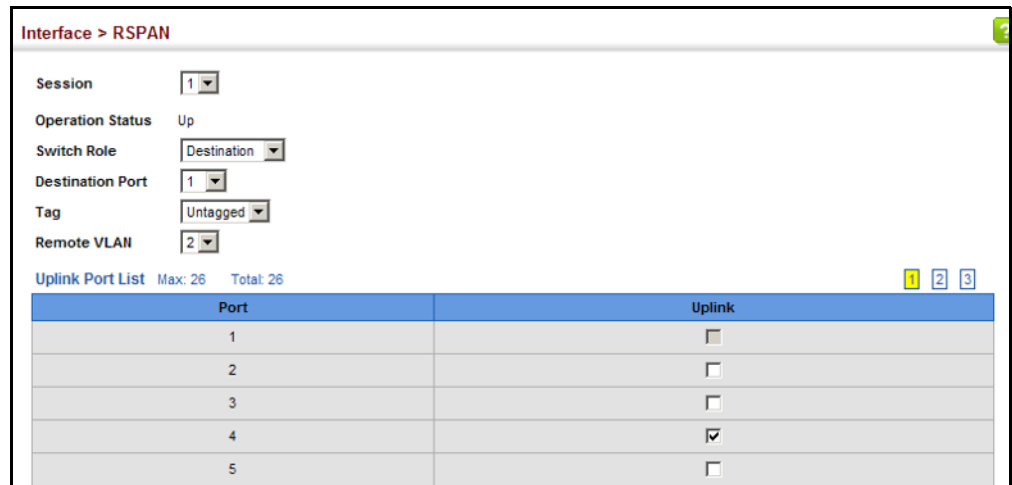 Interface > RSPAN
?
Session 1
Operation Status Up
Switch Role Destination
Destination Port 1
Tag Untagged
Remote VLAN 2
Uplink Port List Max: 26 Total: 26 1 2 3
Port Uplink
1
2
3
4
5